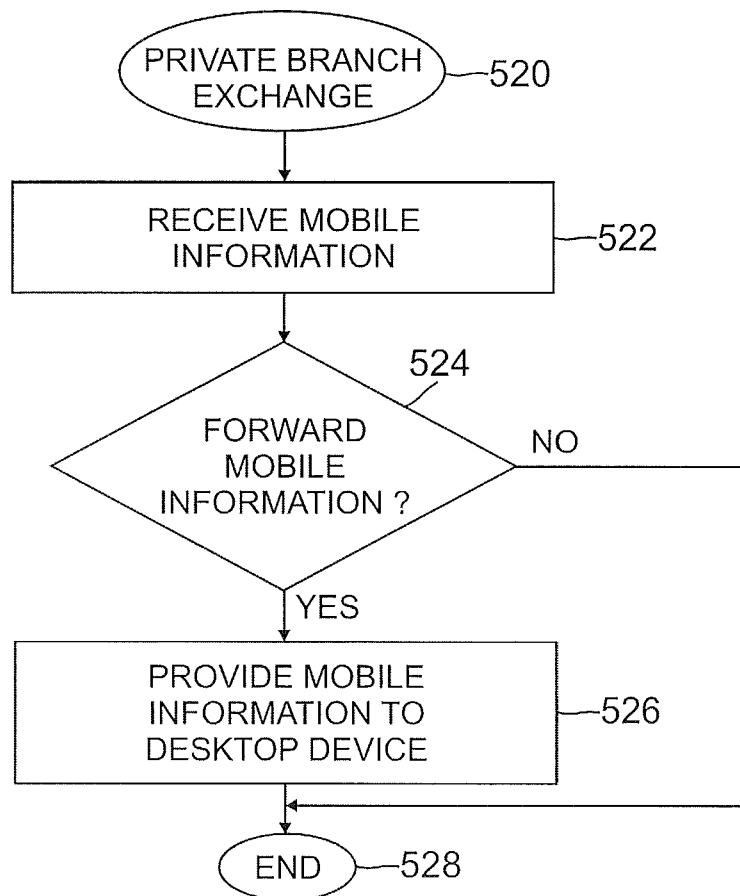 PRIVATE BRANCH
EXCHANGE
520
RECEIVE MOBILE
INFORMATION
522
524
FORWARD
MOBILE
INFORMATION ?
NO
YES
PROVIDE MOBILE
INFORMATION TO
DESKTOP DEVICE
526
END
528